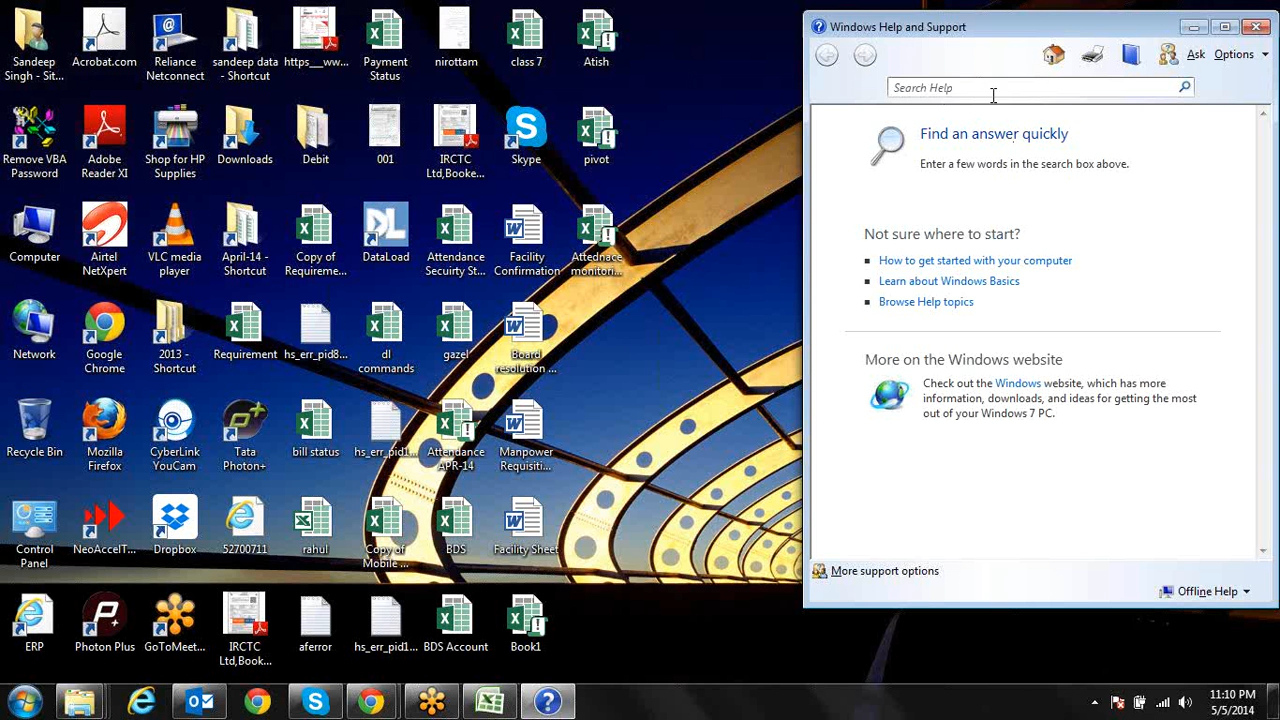 Sandeep
Singh - Sit...
Acrobat.com
Reliance
Netconnect
sandeep data
- Shortcut
https___ww...
Payment
Status
nirottam
class 7
Atish
Remove VBA
Password
Adobe
Reader XI
Shop for HP
Supplies
Downloads
Debit
001
IRCTC
Ltd,Booke...
Skype
pivot
Computer
Airtel
NetXpert
VLC media
player
April-14 -
Shortcut
Copy of
Requireme...
DataLoad
Attendance
Secuirty St...
Facility
Confirmation
Attednace
monitori...
Network
Google
Chrome
2013 -
Shortcut
Requirement
hs_err_pid8...
dl
commands
gazel
Board
resolution ...
Recycle Bin
Mozilla
Firefox
CyberLink
YouCam
Tata
Photon+
bill status
hs_err_pid1...
Attendance
APR-14
Manpower
Requisiti...
Control
Panel
NeoAccelT...
Dropbox
52700711
rahul
Copy of
Mobile ...
BDS
Facility Sheet
ERP
Photon Plus
GoToMeet...
IRCTC
Ltd,Book...
aferror
hs_err_pid1...
BDS Account
Book1
Windows Help and Support
Ask
Options
Search Help
Find an answer quickly
Enter a few words in the search box above.
Not sure where to start?
How to get started with your computer
Learn about Windows Basics
Browse Help topics
More on the Windows website
Check out the Windows website, which has more
information, downloads, and ideas for getting the most
out of your Windows 7 PC.
More support options
Offline Help
11:10 PM
5/5/2014